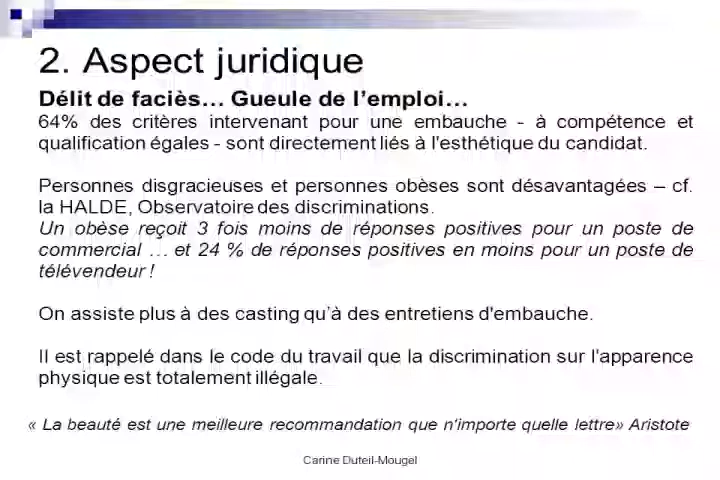 2. Aspect juridique
Délit de faciès… Gueule de l’emploi…
64% des critères intervenant pour une embauche - à compétence et
qualification égales - sont directement liés à l'esthétique du candidat.
Personnes disgracieuses et personnes obèses sont désavantagées – cf.
la HALDE, Observatoire des discriminations.
Un obèse reçoit 3 fois moins de réponses positives pour un poste de
commercial … et 24 % de réponses positives en moins pour un poste de
télévendeur !
On assiste plus à des casting qu’à des entretiens d'embauche.
Il est rappelé dans le code du travail que la discrimination sur l'apparence
physique est totalement illégale.
« La beauté est une meilleure recommandation que n'importe quelle lettre» Aristote
Carine Duteil-Mougel